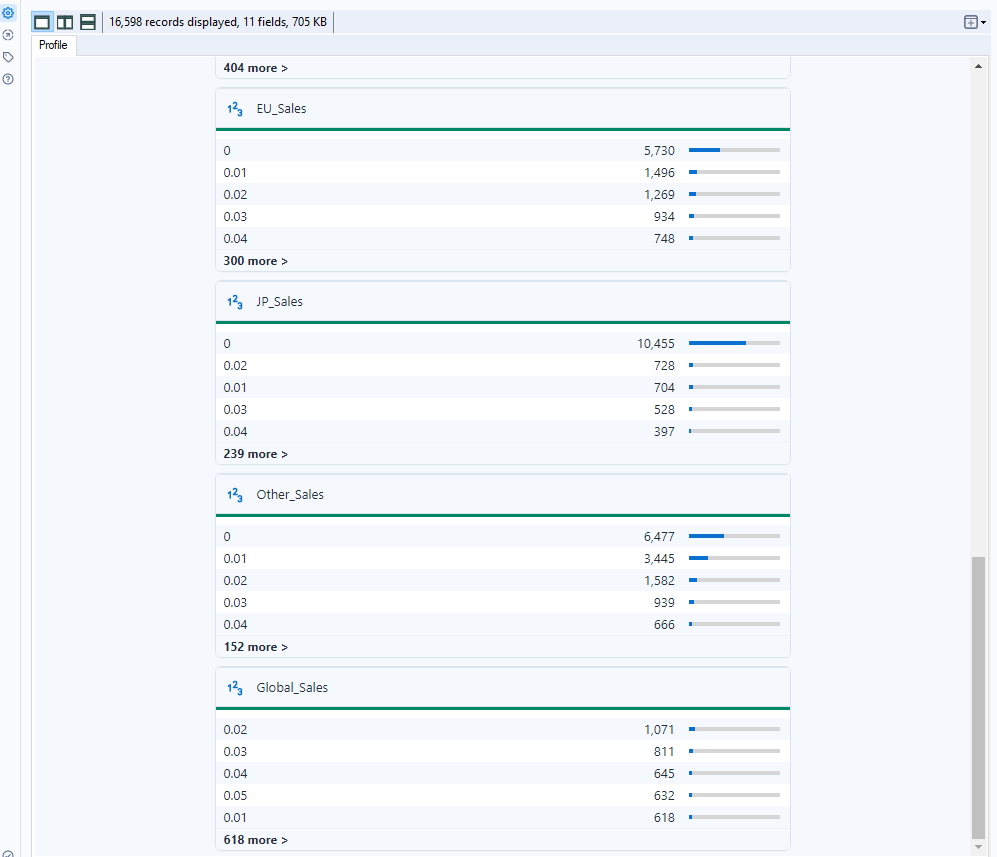 16,598 records displayed, 11 fields, 705 KB
Profile
404 more >
123 EU_Sales
0 5,730
0.01 1,496
0.02 1,269
0.03 934
0.04 748
300 more >
123 JP_Sales
0 10,455
0.02 728
0.01 704
0.03 528
0.04 397
239 more >
123 Other_Sales
0 6,477
0.01 3,445
0.02 1,582
0.03 939
0.04 666
152 more >
123 Global_Sales
0.02 1,071
0.03 811
0.04 645
0.05 632
0.01 618
618 more >